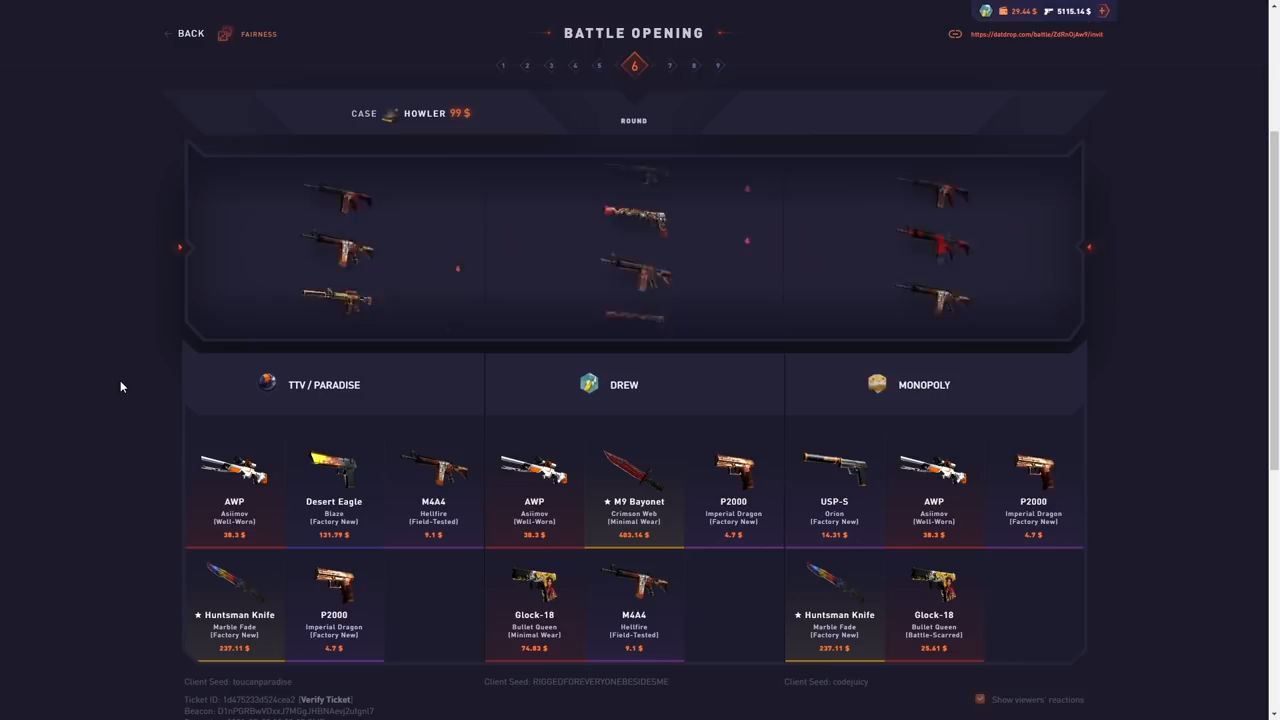 29.44 $ 5115.14 $
BACK FAIRNESS
BATTLE OPENING
https://datdrop.com/battle/ZdRnOjAw9/invit
1 2 3 4 5 6 7 8 9
CASE HOWLER 99 $
ROUND
TTV / PARADISE DREW MONOPOLY
AWP Desert Eagle M4A4 AWP ★ M9 Bayonet P2000 USP-S AWP P2000
Asiimov Blaze Hellfire Asiimov Crimson Web Imperial Dragon Orion Asiimov Imperial Dragon
[Well-Worn] [Factory New] [Field-Tested] [Well-Worn] [Minimal Wear] [Factory New] [Factory New] [Well-Worn] [Factory New]
38.3 $ 131.79 $ 9.1 $ 38.3 $ 403.14 $ 4.7 $ 14.31 $ 38.3 $ 4.7 $
★ Huntsman Knife P2000 Glock-18 M4A4 ★ Huntsman Knife Glock-18
Marble Fade Imperial Dragon Bullet Queen Hellfire Marble Fade Bullet Queen
[Factory New] [Factory New] [Minimal Wear] [Field-Tested] [Factory New] [Battle-Scarred]
237.11 $ 4.7 $ 74.83 $ 9.1 $ 237.11 $ 25.61 $
Client Seed: toucanparadise Client Seed: RIGGEDFOREVERYONEBESIDESME Client Seed: codejuicy
Ticket ID: 1d475233d524cea2 [Verify Ticket] Show viewers' reactions
Beacon: